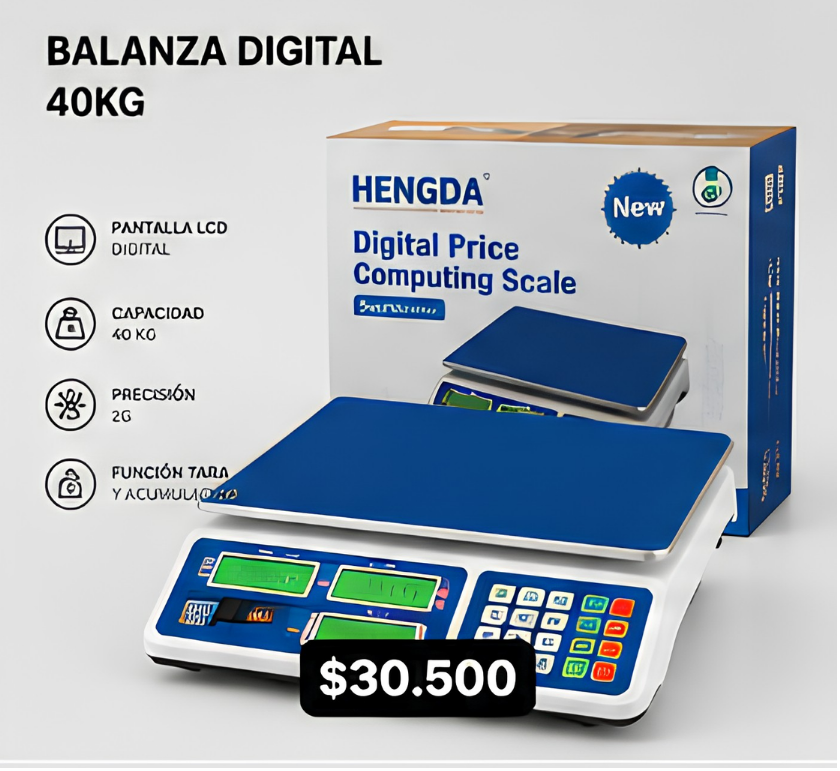 BALANZA DIGITAL
40KG
PANTALLA LCD
DIGITAL
CAPACIDAD
40 KG
PRECISIÓN
2G
FUNCIÓN TARA
Y
HENGDA
New
Digital Price
Computing Scale
$30.500